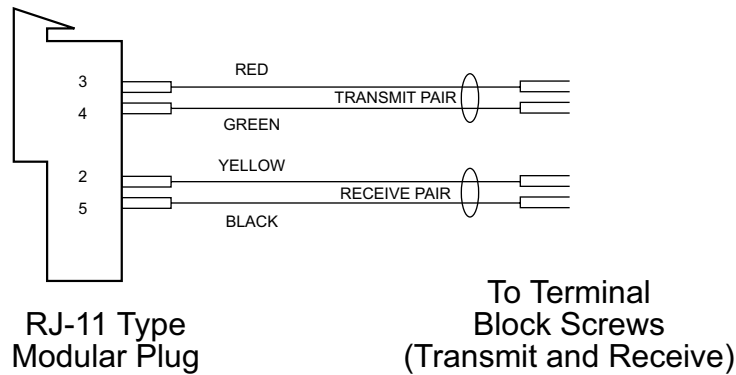 RED
3
TRANSMIT PAIR
4
GREEN
YELLOW
2
RECEIVE PAIR
5
BLACK
RJ-11 Type
Modular Plug
To Terminal
Block Screws
(Transmit and Receive)